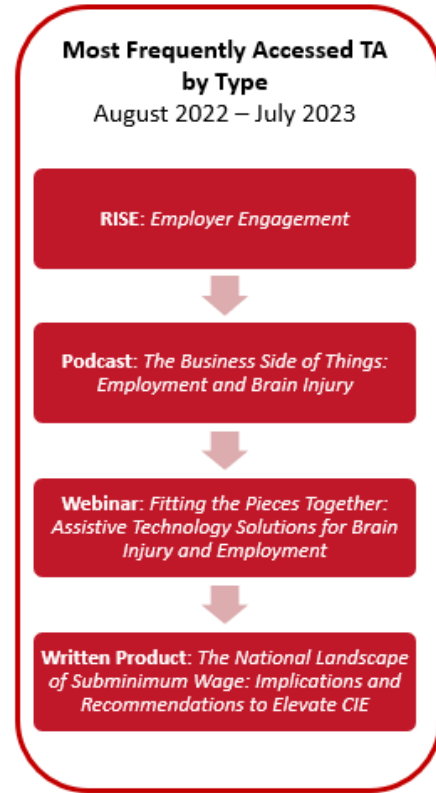 Most Frequently Accessed TA
by Type
August 2022 – July 2023
RISE: Employer Engagement
Podcast: The Business Side of Things:
Employment and Brain Injury
Webinar: Fitting the Pieces Together:
Assistive Technology Solutions for Brain
Injury and Employment
Written Product: The National Landscape
of Subminimum Wage: Implications and
Recommendations to Elevate CIE